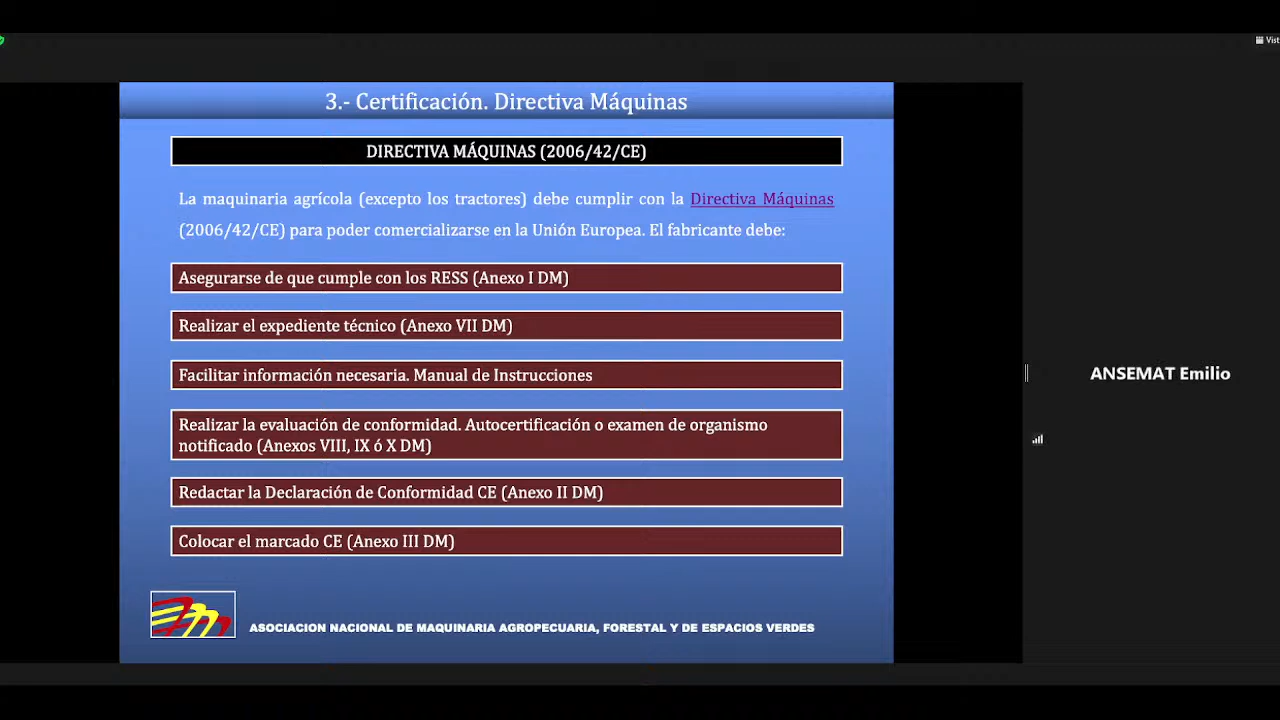 Vist
3.- Certificación. Directiva Máquinas
DIRECTIVA MÁQUINAS (2006/42/CE)
La maquinaria agrícola (excepto los tractores) debe cumplir con la Directiva Máquinas
(2006/42/CE) para poder comercializarse en la Unión Europea. El fabricante debe:
Asegurarse de que cumple con los RESS (Anexo I DM)
Realizar el expediente técnico (Anexo VII DM)
Facilitar información necesaria. Manual de Instrucciones
Realizar la evaluación de conformidad. Autocertificación o examen de organismo
notificado (Anexos VIII, IX ó X DM)
Redactar la Declaración de Conformidad CE (Anexo II DM)
Colocar el marcado CE (Anexo III DM)
ASOCIACION NACIONAL DE MAQUINARIA AGROPECUARIA, FORESTAL Y DE ESPACIOS VERDES
ANSEMAT Emilio